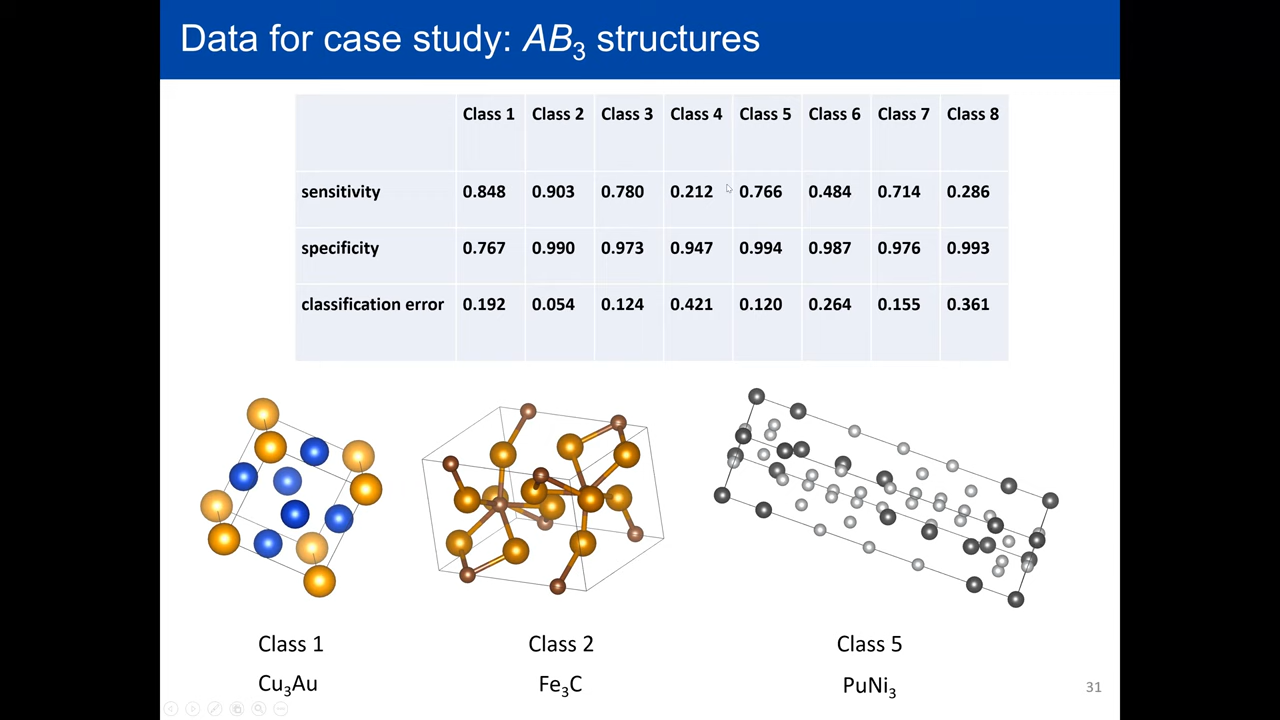 Data for case study: AB₃ structures
Class 1 Class 2 Class 3 Class 4 Class 5 Class 6 Class 7 Class 8
sensitivity 0.848 0.903 0.780 0.212 0.766 0.484 0.714 0.286
specificity 0.767 0.990 0.973 0.947 0.994 0.987 0.976 0.993
classification error 0.192 0.054 0.124 0.421 0.120 0.264 0.155 0.361
Class 1 Class 2 Class 5
Cu₃Au Fe₃C PuNi₃
31